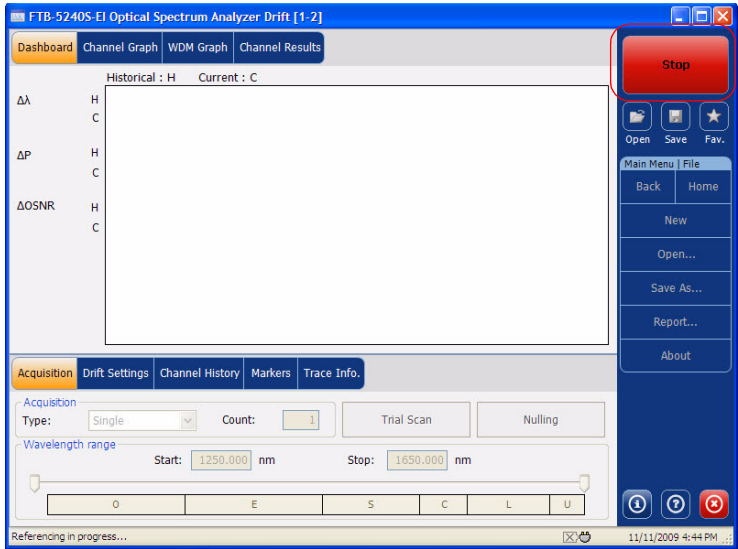 FTB-5240S-EI Optical Spectrum Analyzer Drift [1-2]
Dashboard Channel Graph WDM Graph Channel Results
Historical : H Current : C
Δλ H
C
ΔP H
C
ΔOSNR H
C
Acquisition Drift Settings Channel History Markers Trace Info.
Acquisition
Type: Single Count: 1 Trial Scan Nulling
Wavelength range
Start: 1250.000 nm Stop: 1650.000 nm
O E S C L U
Referencing in progress...
Stop
Open Save Fav.
Main Menu | File
Back Home
New
Open...
Save As...
Report...
About
11/11/2009 4:44 PM